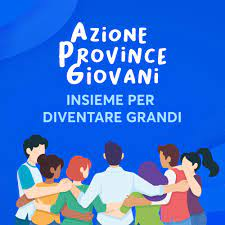 AZIONE
PROVINCE
GIOVANI
INSIEME PER
DIVENTARE GRANDI